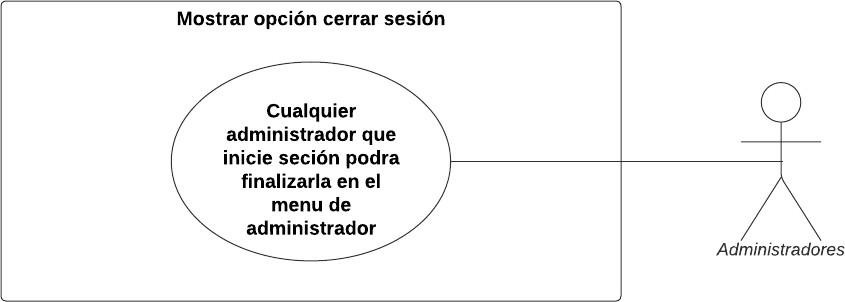 Mostrar opción cerrar sesión
Cualquier
administrador que
inicie seción podra
finalizarla en el
menu de
administrador
Administradores